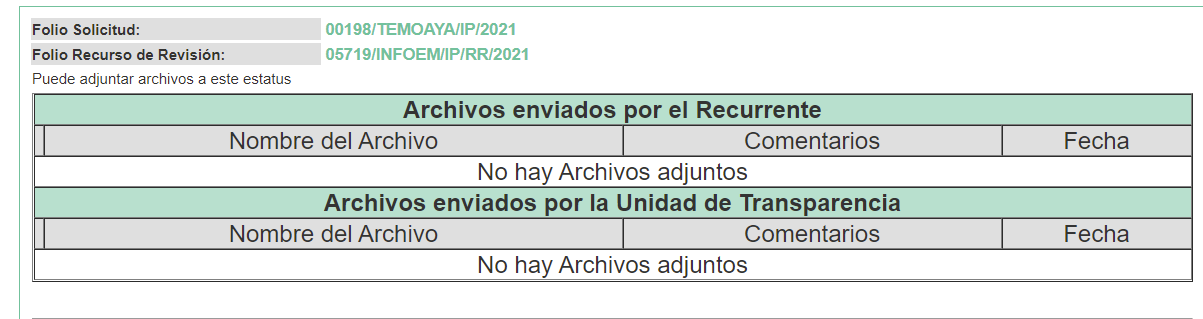 Folio Solicitud: 00198/TEMOAYA/IP/2021
Folio Recurso de Revisión: 05719/INFOEM/IP/RR/2021
Puede adjuntar archivos a este estatus
Archivos enviados por el Recurrente
Nombre del Archivo Comentarios Fecha
No hay Archivos adjuntos
Archivos enviados por la Unidad de Transparencia
Nombre del Archivo Comentarios Fecha
No hay Archivos adjuntos